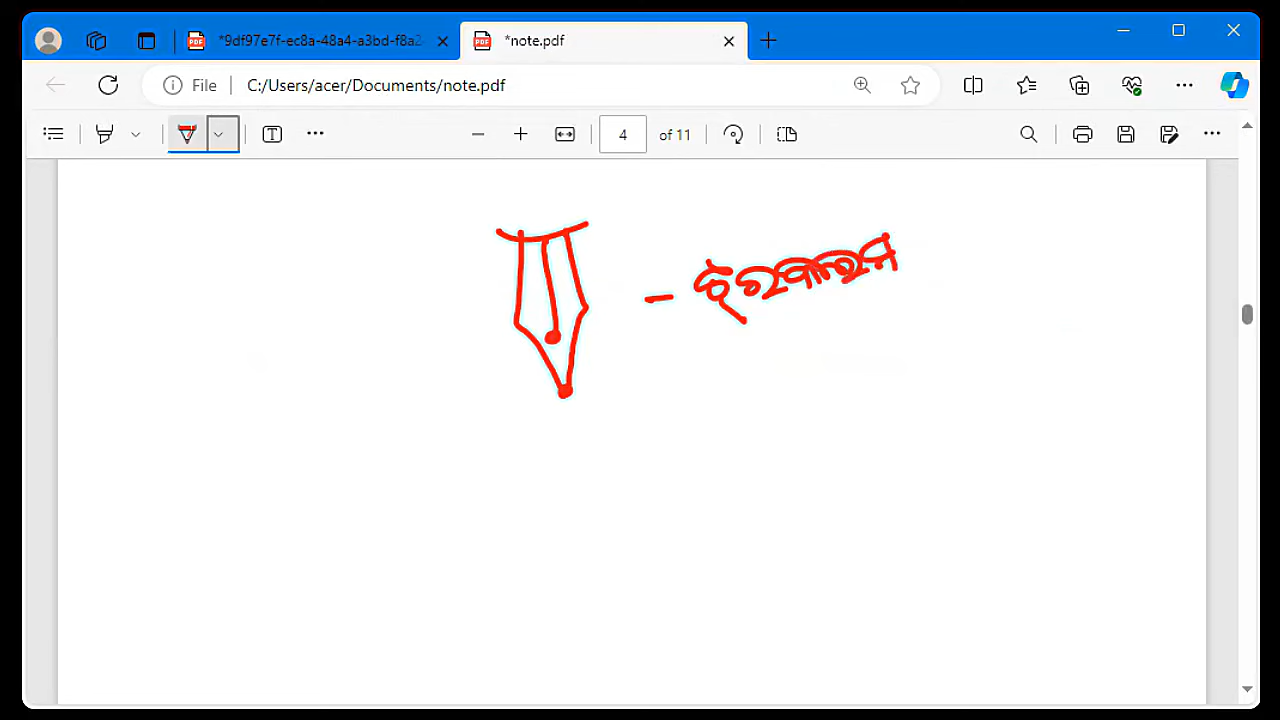 *9df97e7f-ec8a-48a4-a3bd-f8a2
*note.pdf
File
C:/Users/acer/Documents/note.pdf
4 of 11